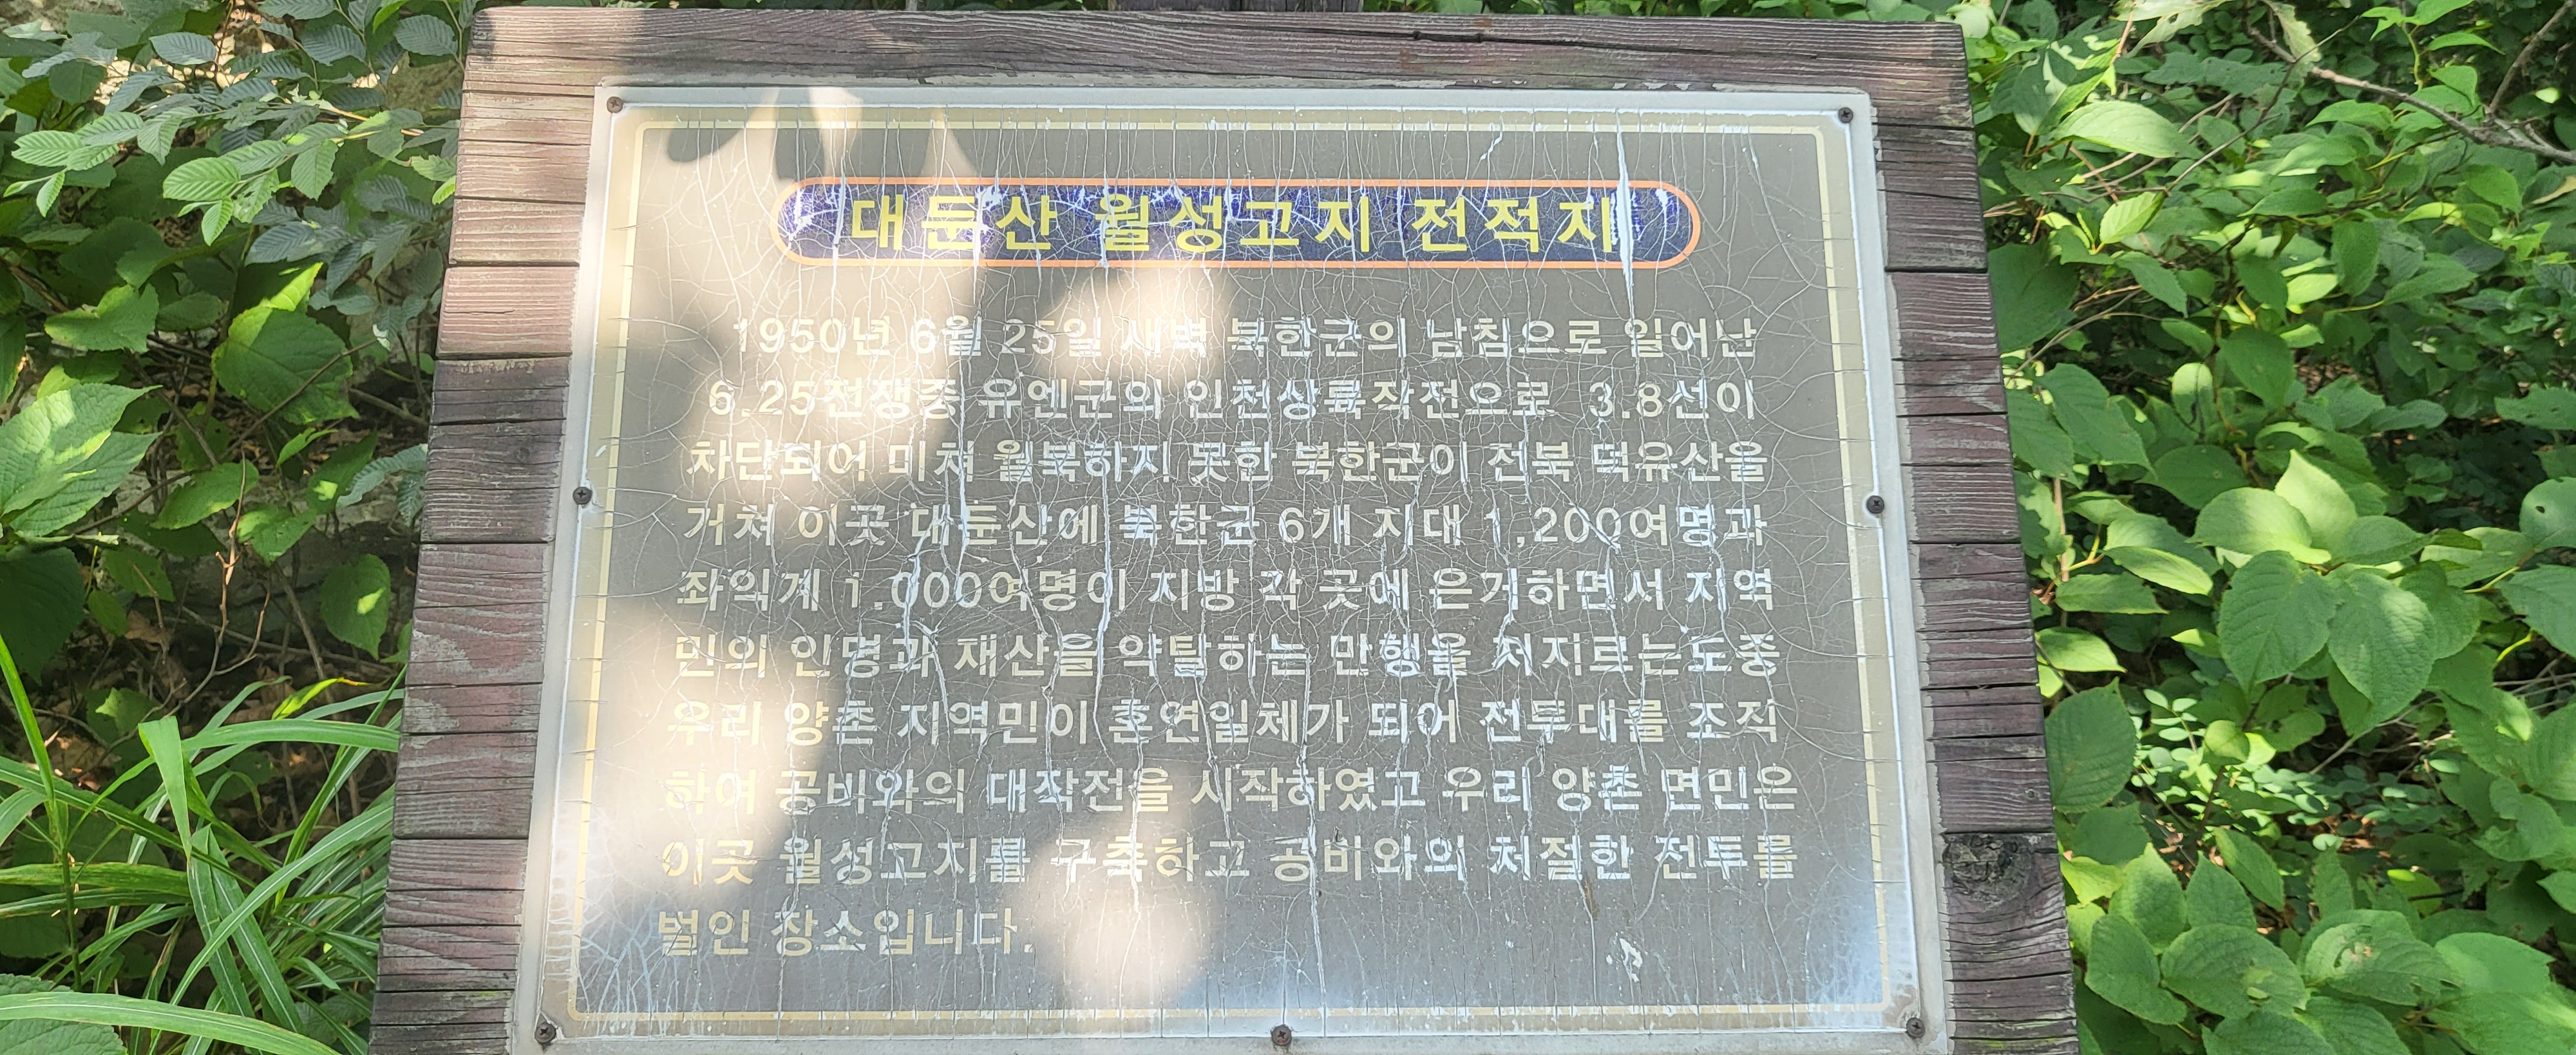 대둔산 월성고지 전적지
1950년 6월 25일 새벽 북한군의 남침으로 일어난
6.25전쟁중 유엔군의 인천상륙작전으로 3.8선이
차단되어 미처 월북하지 못한 북한군이 전북 덕유산을
거쳐 이곳 대둔산에 북한군 6개 지대 1,200여명과
좌익계 1,000여명이 지방 각 곳에 은거하면서 지역
민의 인명과 재산을 약탈하는 만행을 저지르는도중
우리 양촌 지역민이 혼연일체가 되어 전투대를 조직
하여 공비와의 대작전을 시작하였고 우리 양촌 면민은
이곳 월성고지를 구축하고 공비와의 처절한 전투를
벌인 장소입니다.